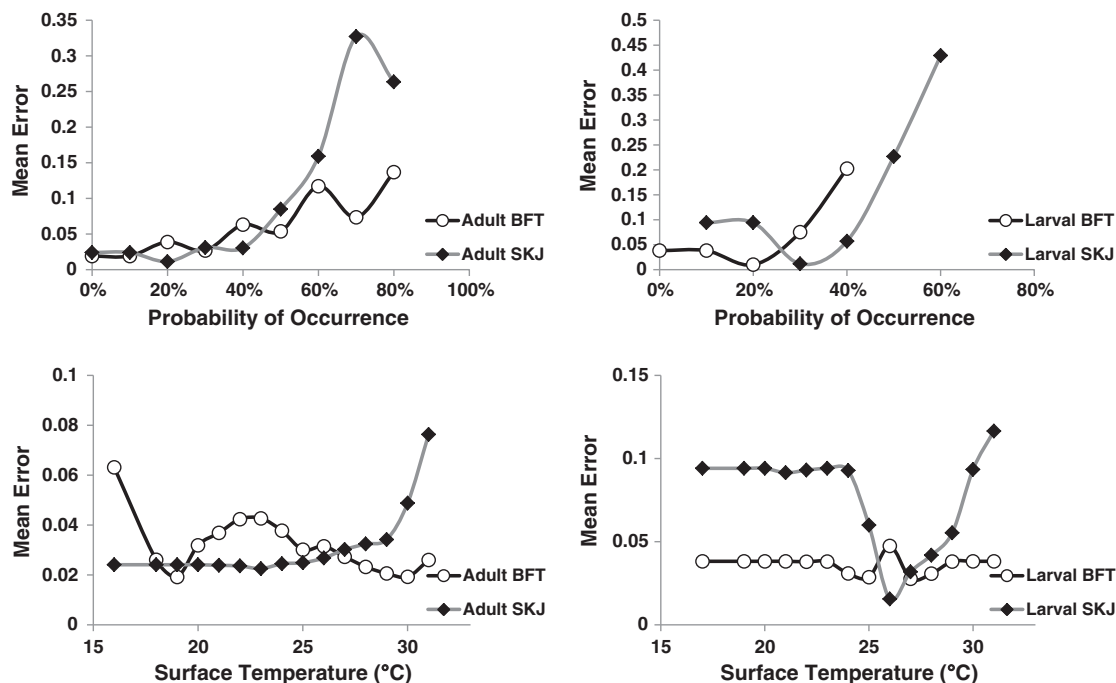 0.35
0.3
0.25
0.2
0.15
0.1
0.05
0
Mean Error
0% 20% 40% 60% 80% 100%
Probability of Occurrence
Adult BFT
Adult SKJ
0.5
0.45
0.4
0.35
0.3
0.25
0.2
0.15
0.1
0.05
0
Mean Error
0% 20% 40% 60% 80%
Probability of Occurrence
Larval BFT
Larval SKJ
0.1
0.08
0.06
0.04
0.02
0
Mean Error
15 20 25 30
Surface Temperature (°C)
Adult BFT
Adult SKJ
0.15
0.1
0.05
0
Mean Error
15 20 25 30
Surface Temperature (°C)
Larval BFT
Larval SKJ